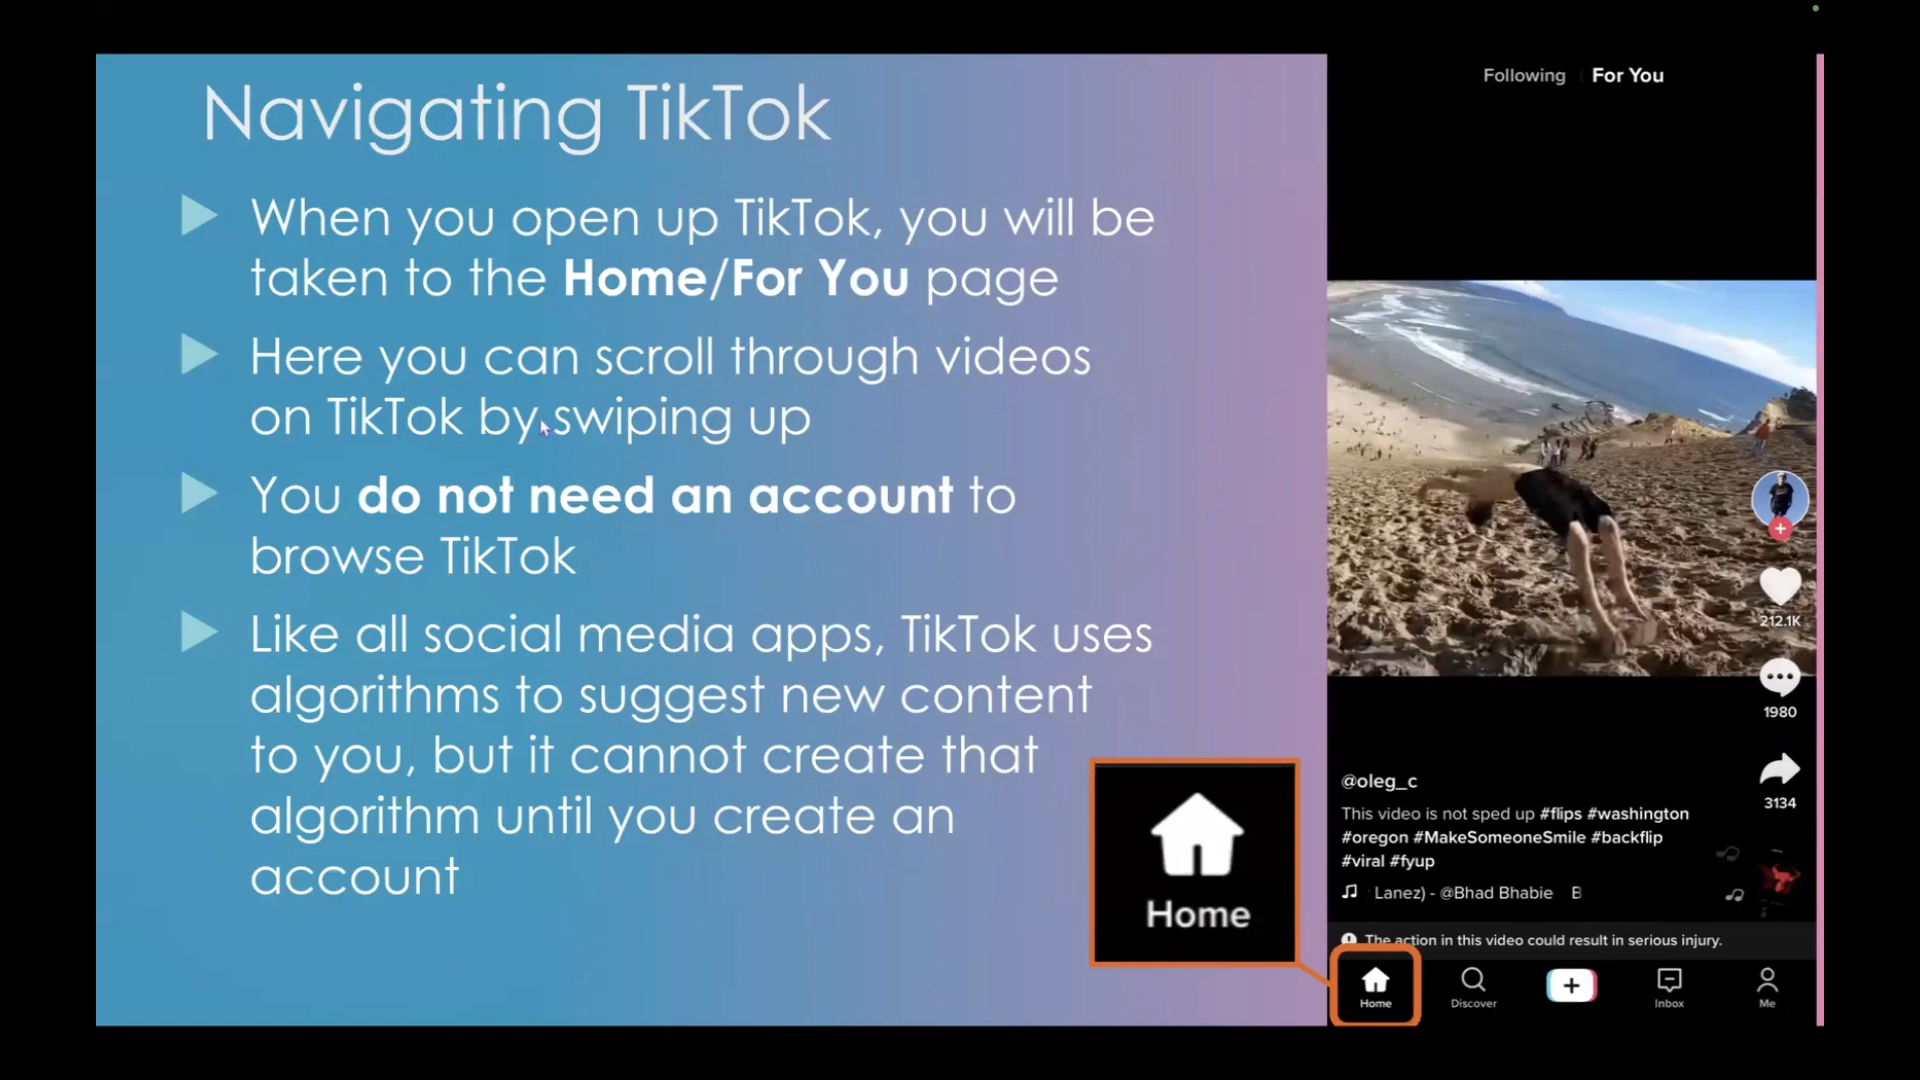 Navigating TikTok
When you open up TikTok, you will be
taken to the Home/For You page
Here you can scroll through videos
on TikTok by swiping up
You do not need an account to
browse TikTok
Like all social media apps, TikTok uses
algorithms to suggest new content
to you, but it cannot create that
algorithm until you create an
account
Home
Following For You
212.1K
1980
3134
@oleg_c
This video is not sped up #flips #washington
#oregon #MakeSomeoneSmile #backflip
#viral #fyup
Lanez) - @Bhad Bhabie B
The action in this video could result in serious injury.
Home Discover Inbox Me